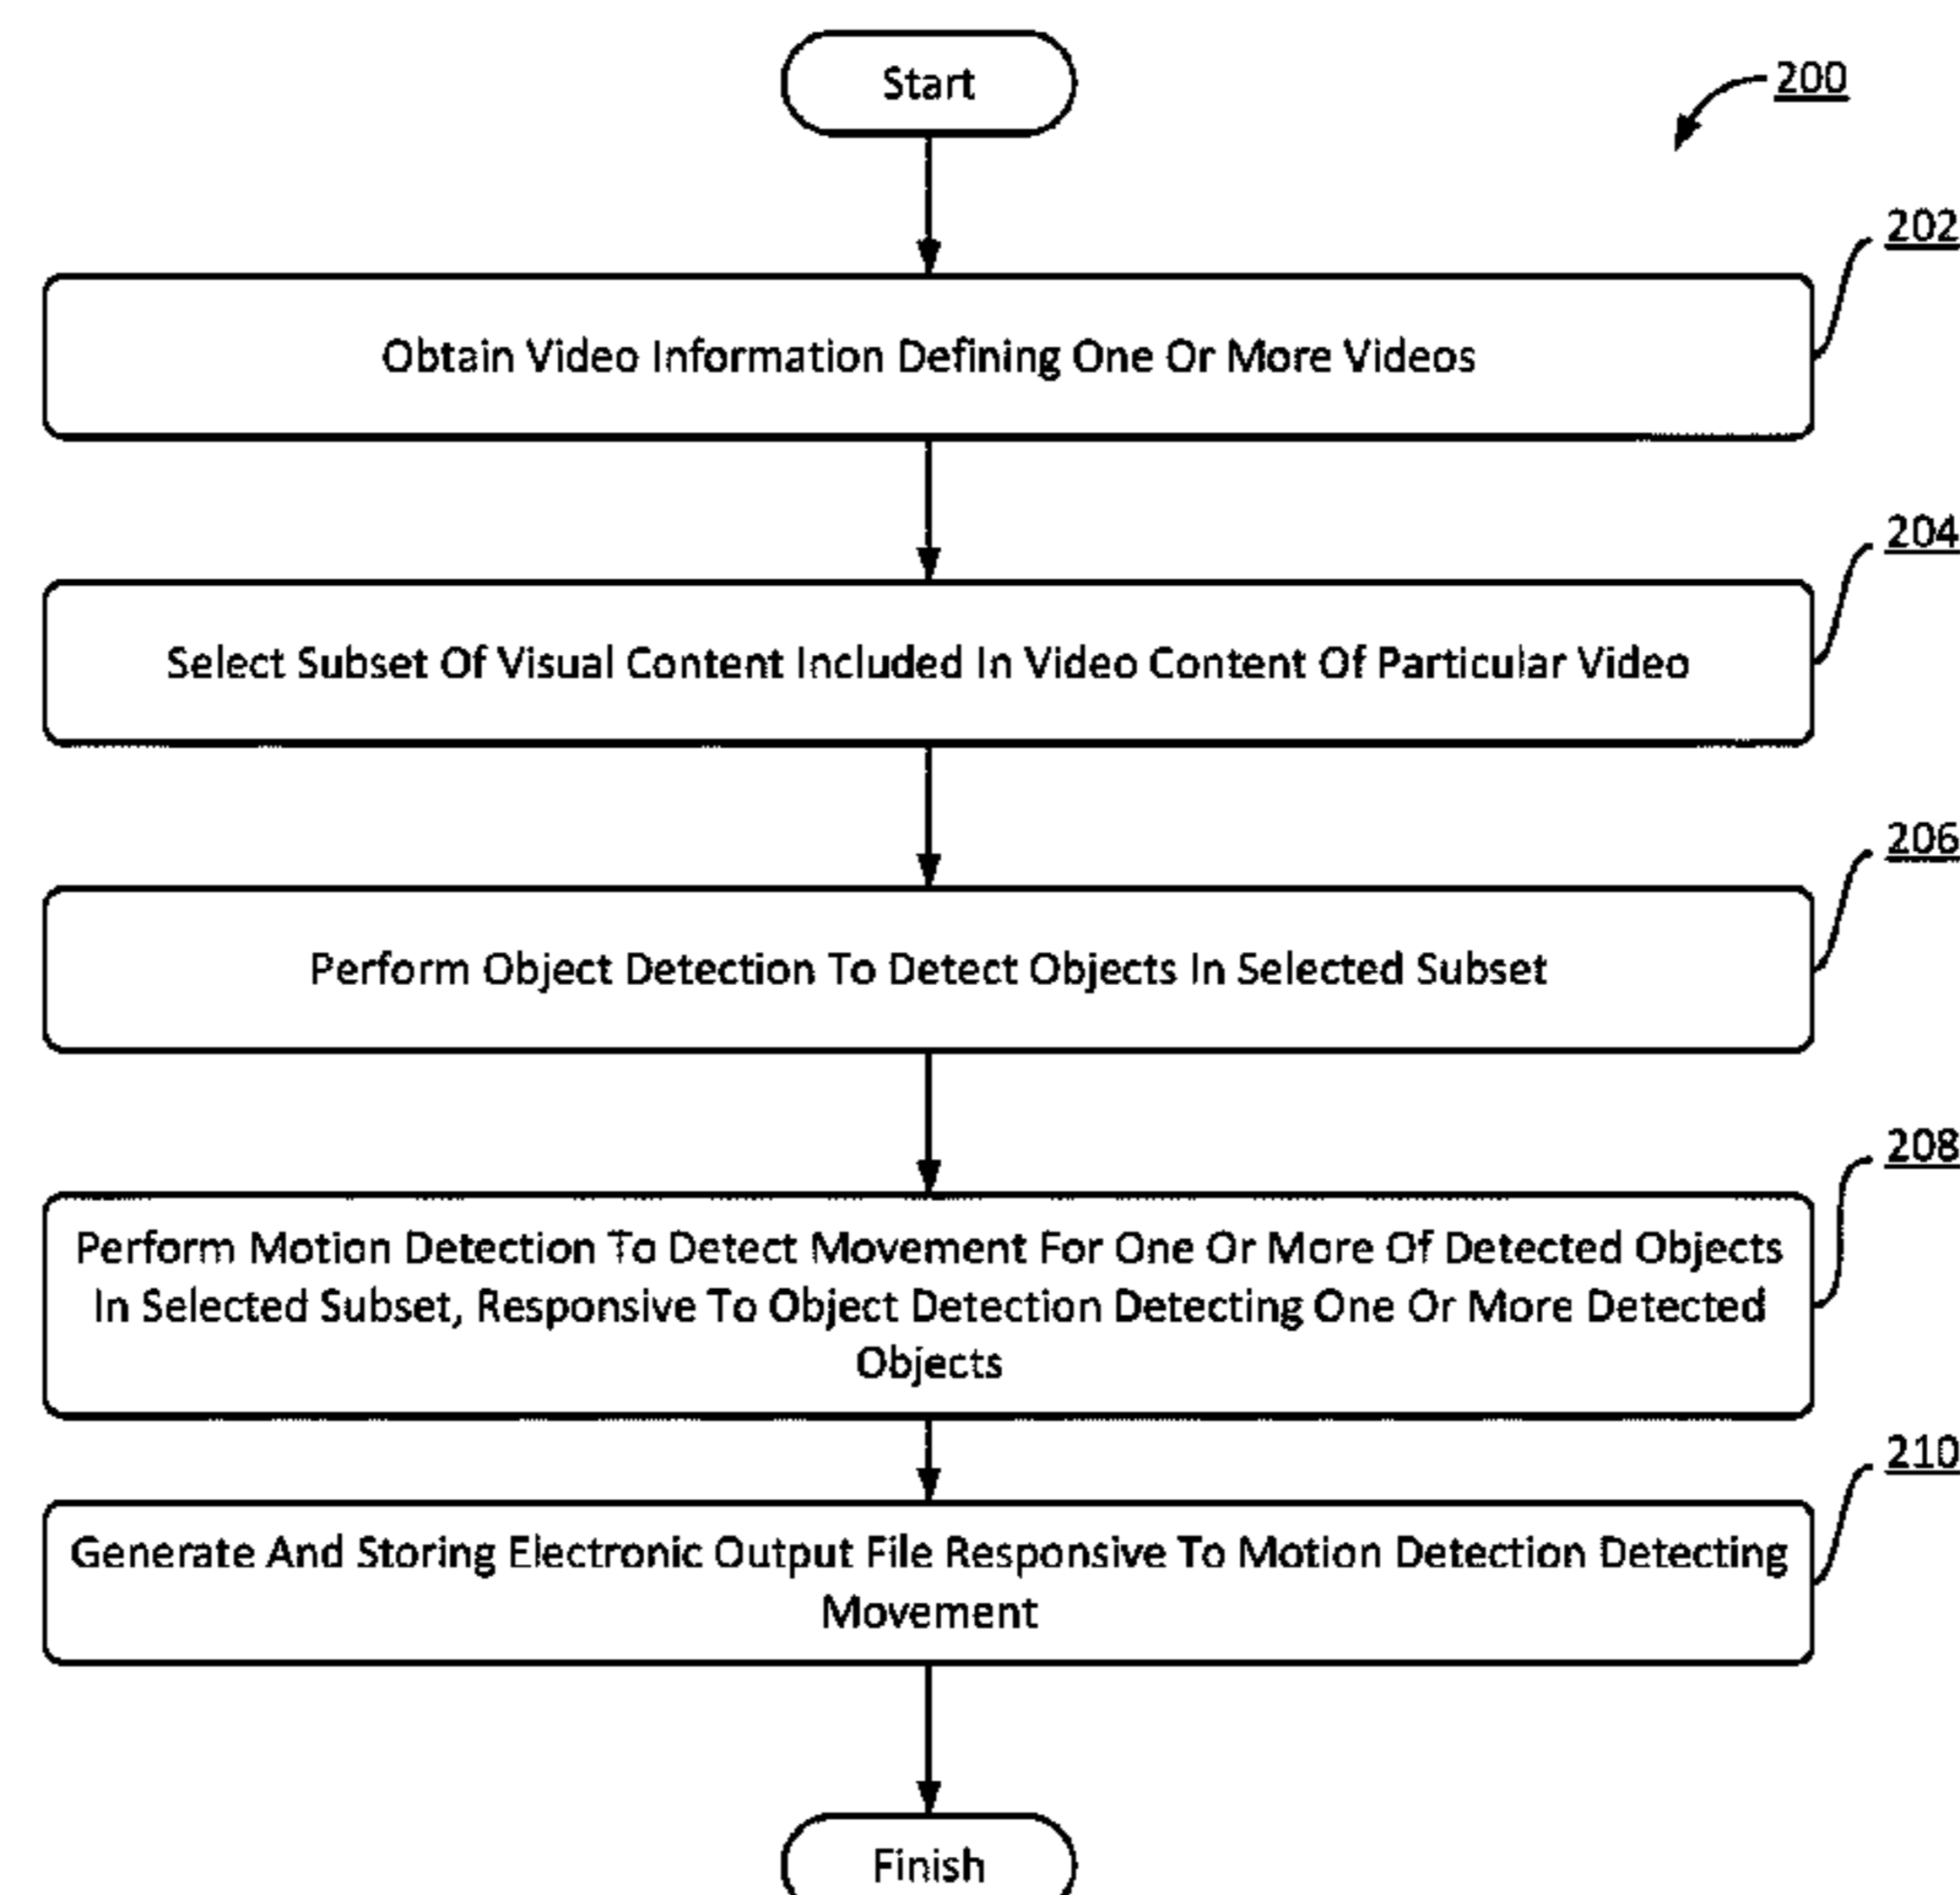 Start
200
202
Obtain Video Information Defining One Or More Videos
204
Select Subset Of Visual Content Included In Video Content Of Particular Video
206
Perform Object Detection To Detect Objects In Selected Subset
208
Perform Motion Detection To Detect Movement For One Or More Of Detected Objects
In Selected Subset, Responsive To Object Detection Detecting One Or More Detected
Objects
210
Generate And Storing Electronic Output File Responsive To Motion Detection Detecting
Movement
Finish